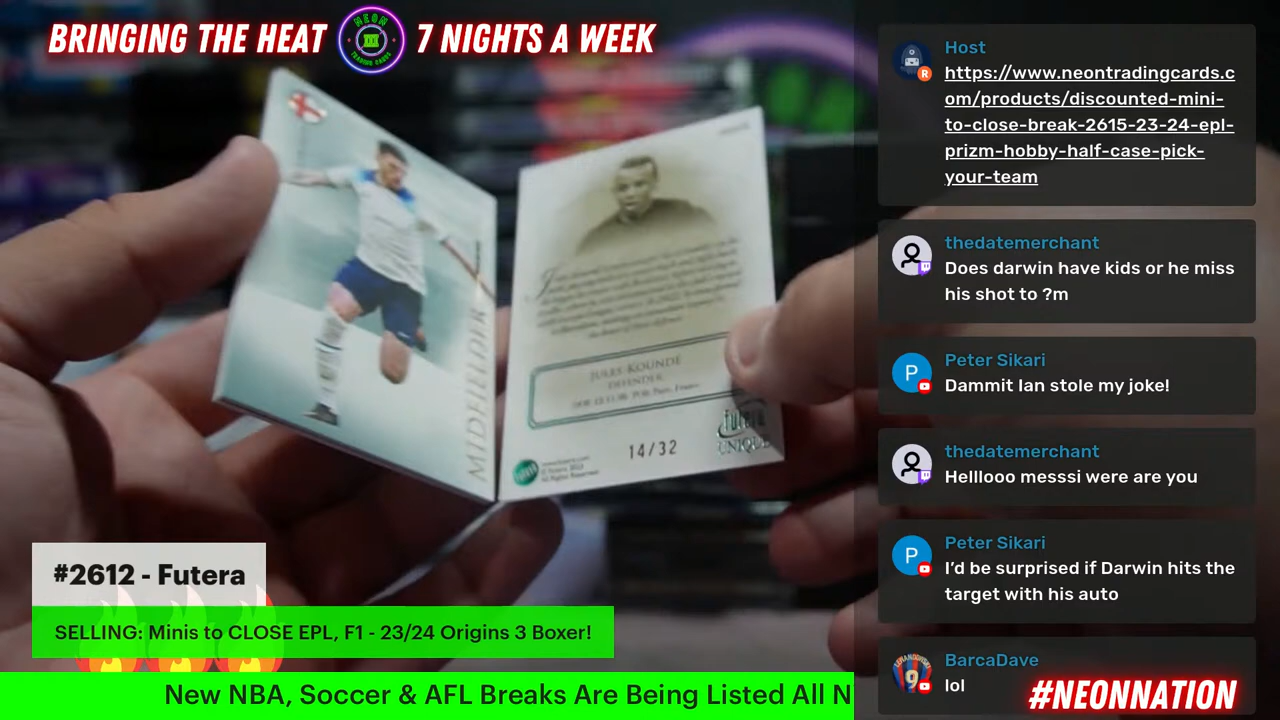 BRINGING THE HEAT
NEON
TRADING CARDS
7 NIGHTS A WEEK
MIDFIELDER
JULES KOUNDE
DEFENDER
14/32
futera
UNIQUE
#2612 - Futera
SELLING: Minis to CLOSE EPL, F1 - 23/24 Origins 3 Boxer!
New NBA, Soccer & AFL Breaks Are Being Listed All N
Host
https://www.neontradingcards.c
om/products/discounted-mini-
to-close-break-2615-23-24-epl-
prizm-hobby-half-case-pick-
your-team
thedatemerchant
Does darwin have kids or he miss
his shot to ?m
Peter Sikari
Dammit Ian stole my joke!
thedatemerchant
Helllooo messsi were are you
Peter Sikari
I'd be surprised if Darwin hits the
target with his auto
BarcaDave
lol
#NEONNATION